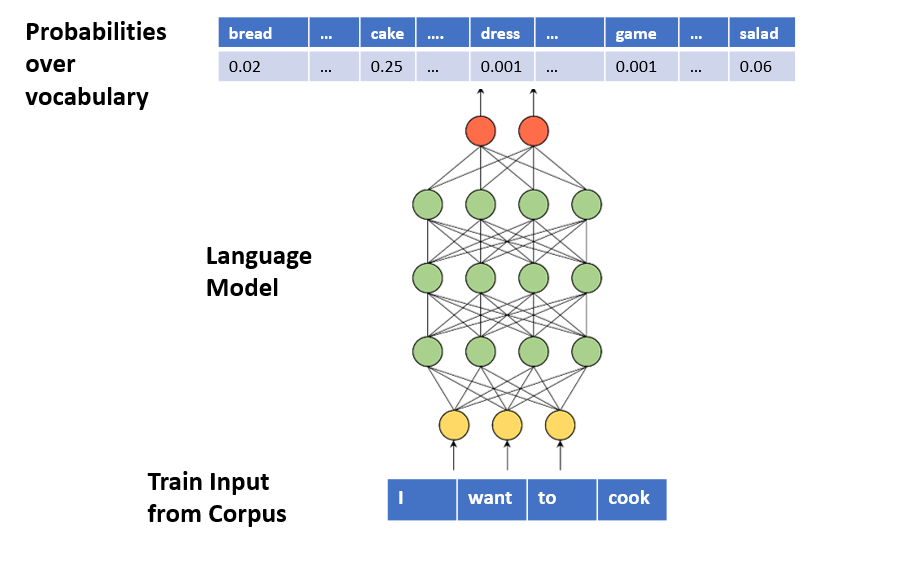 Probabilities
over
vocabulary
bread ... cake .... dress ... game ... salad
0.02 ... 0.25 ... 0.001 ... 0.001 ... 0.06
Language
Model
Train Input
from Corpus
I want to cook